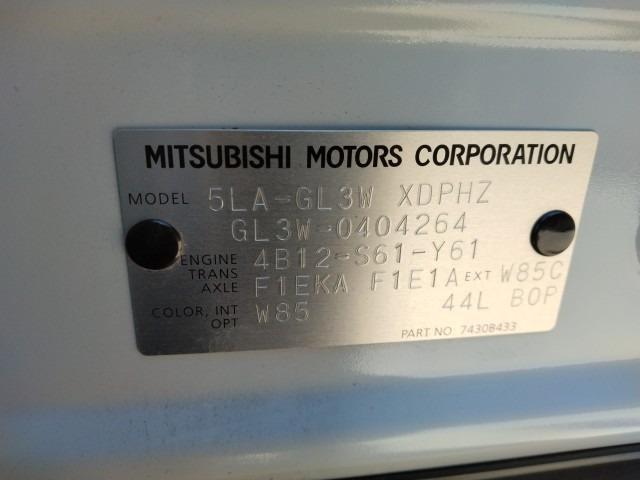 MITSUBISHI MOTORS CORPORATION
MODEL 5LA-GL3W XDPHZ
GL3W-0404264
ENGINE 4B12-S61-Y61
TRANS AXLE F1EKA F1E1A EXT W85C
COLOR, INT OPT W85 44L B0P
PART NO 7430B433